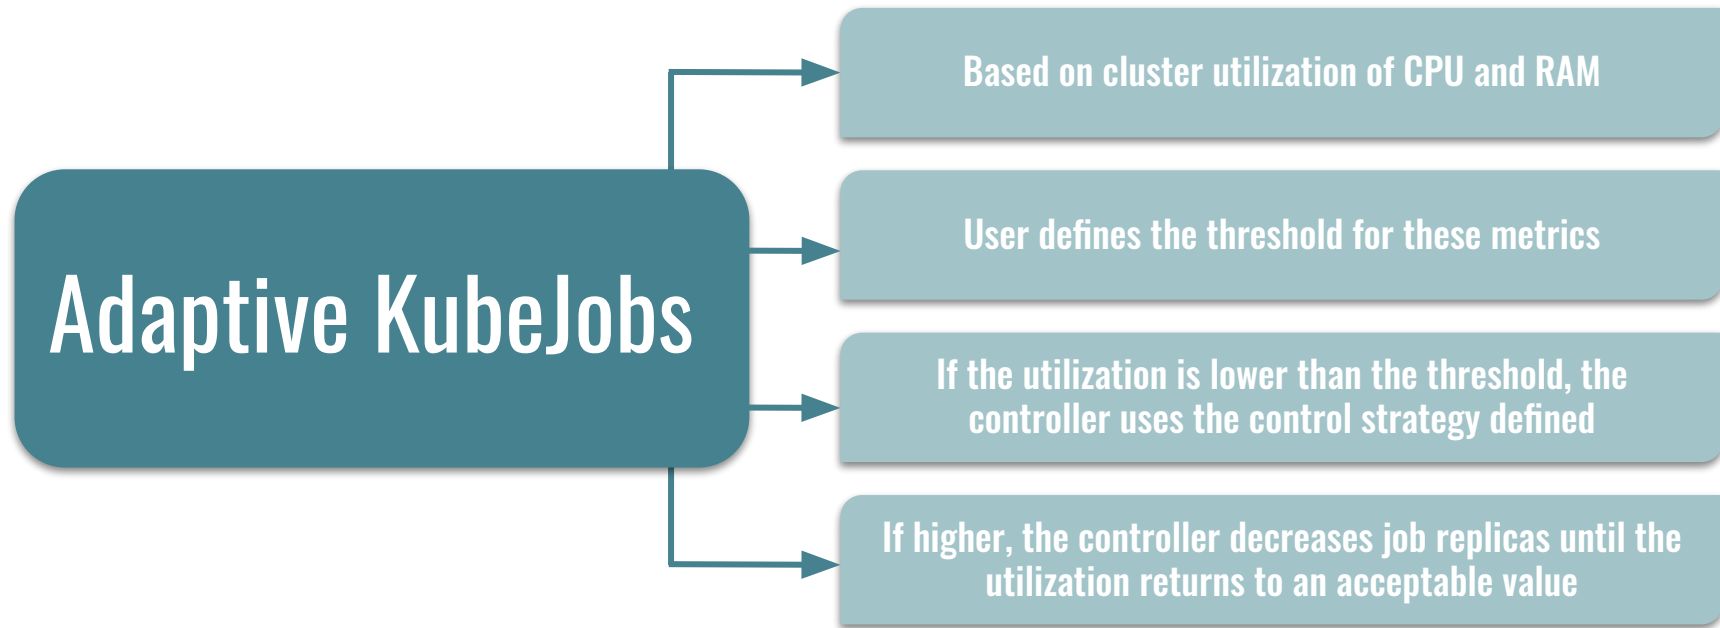 Adaptive KubeJobs
Based on cluster utilization of CPU and RAM
User defines the threshold for these metrics
If the utilization is lower than the threshold, the
controller uses the control strategy defined
If higher, the controller decreases job replicas until the
utilization returns to an acceptable value